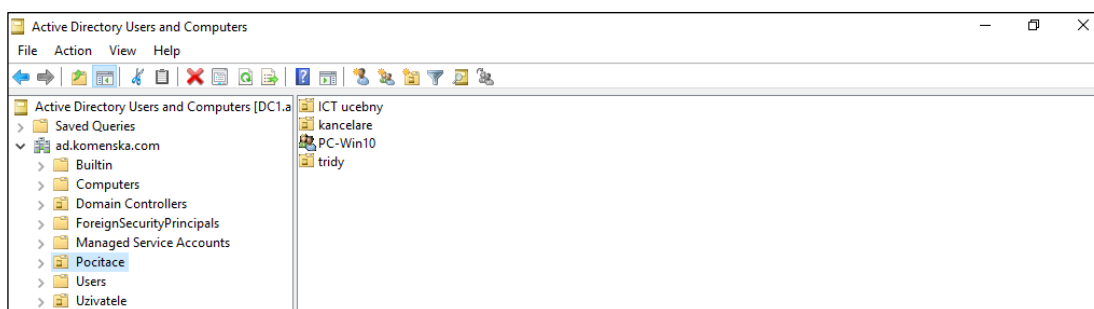 Active Directory Users and Computers
File Action View Help
Active Directory Users and Computers [DC1.a
Saved Queries
ad.komenska.com
Builtin
Computers
Domain Controllers
ForeignSecurityPrincipals
Managed Service Accounts
Pocitace
Users
Uzivatele
ICT ucebny
kancelare
PC-Win10
tridy